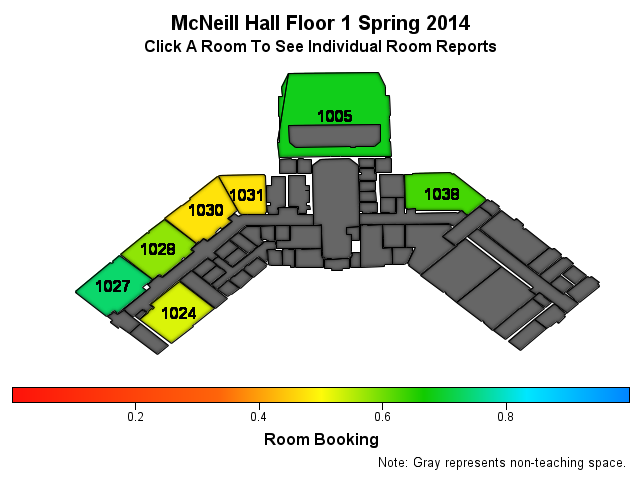 McNeill Hall Floor 1 Spring 2014
Click A Room To See Individual Room Reports
1005
1031
1038
1030
1028
1027
1024
0.2 0.4 0.6 0.8
Room Booking
Note: Gray represents non-teaching space.